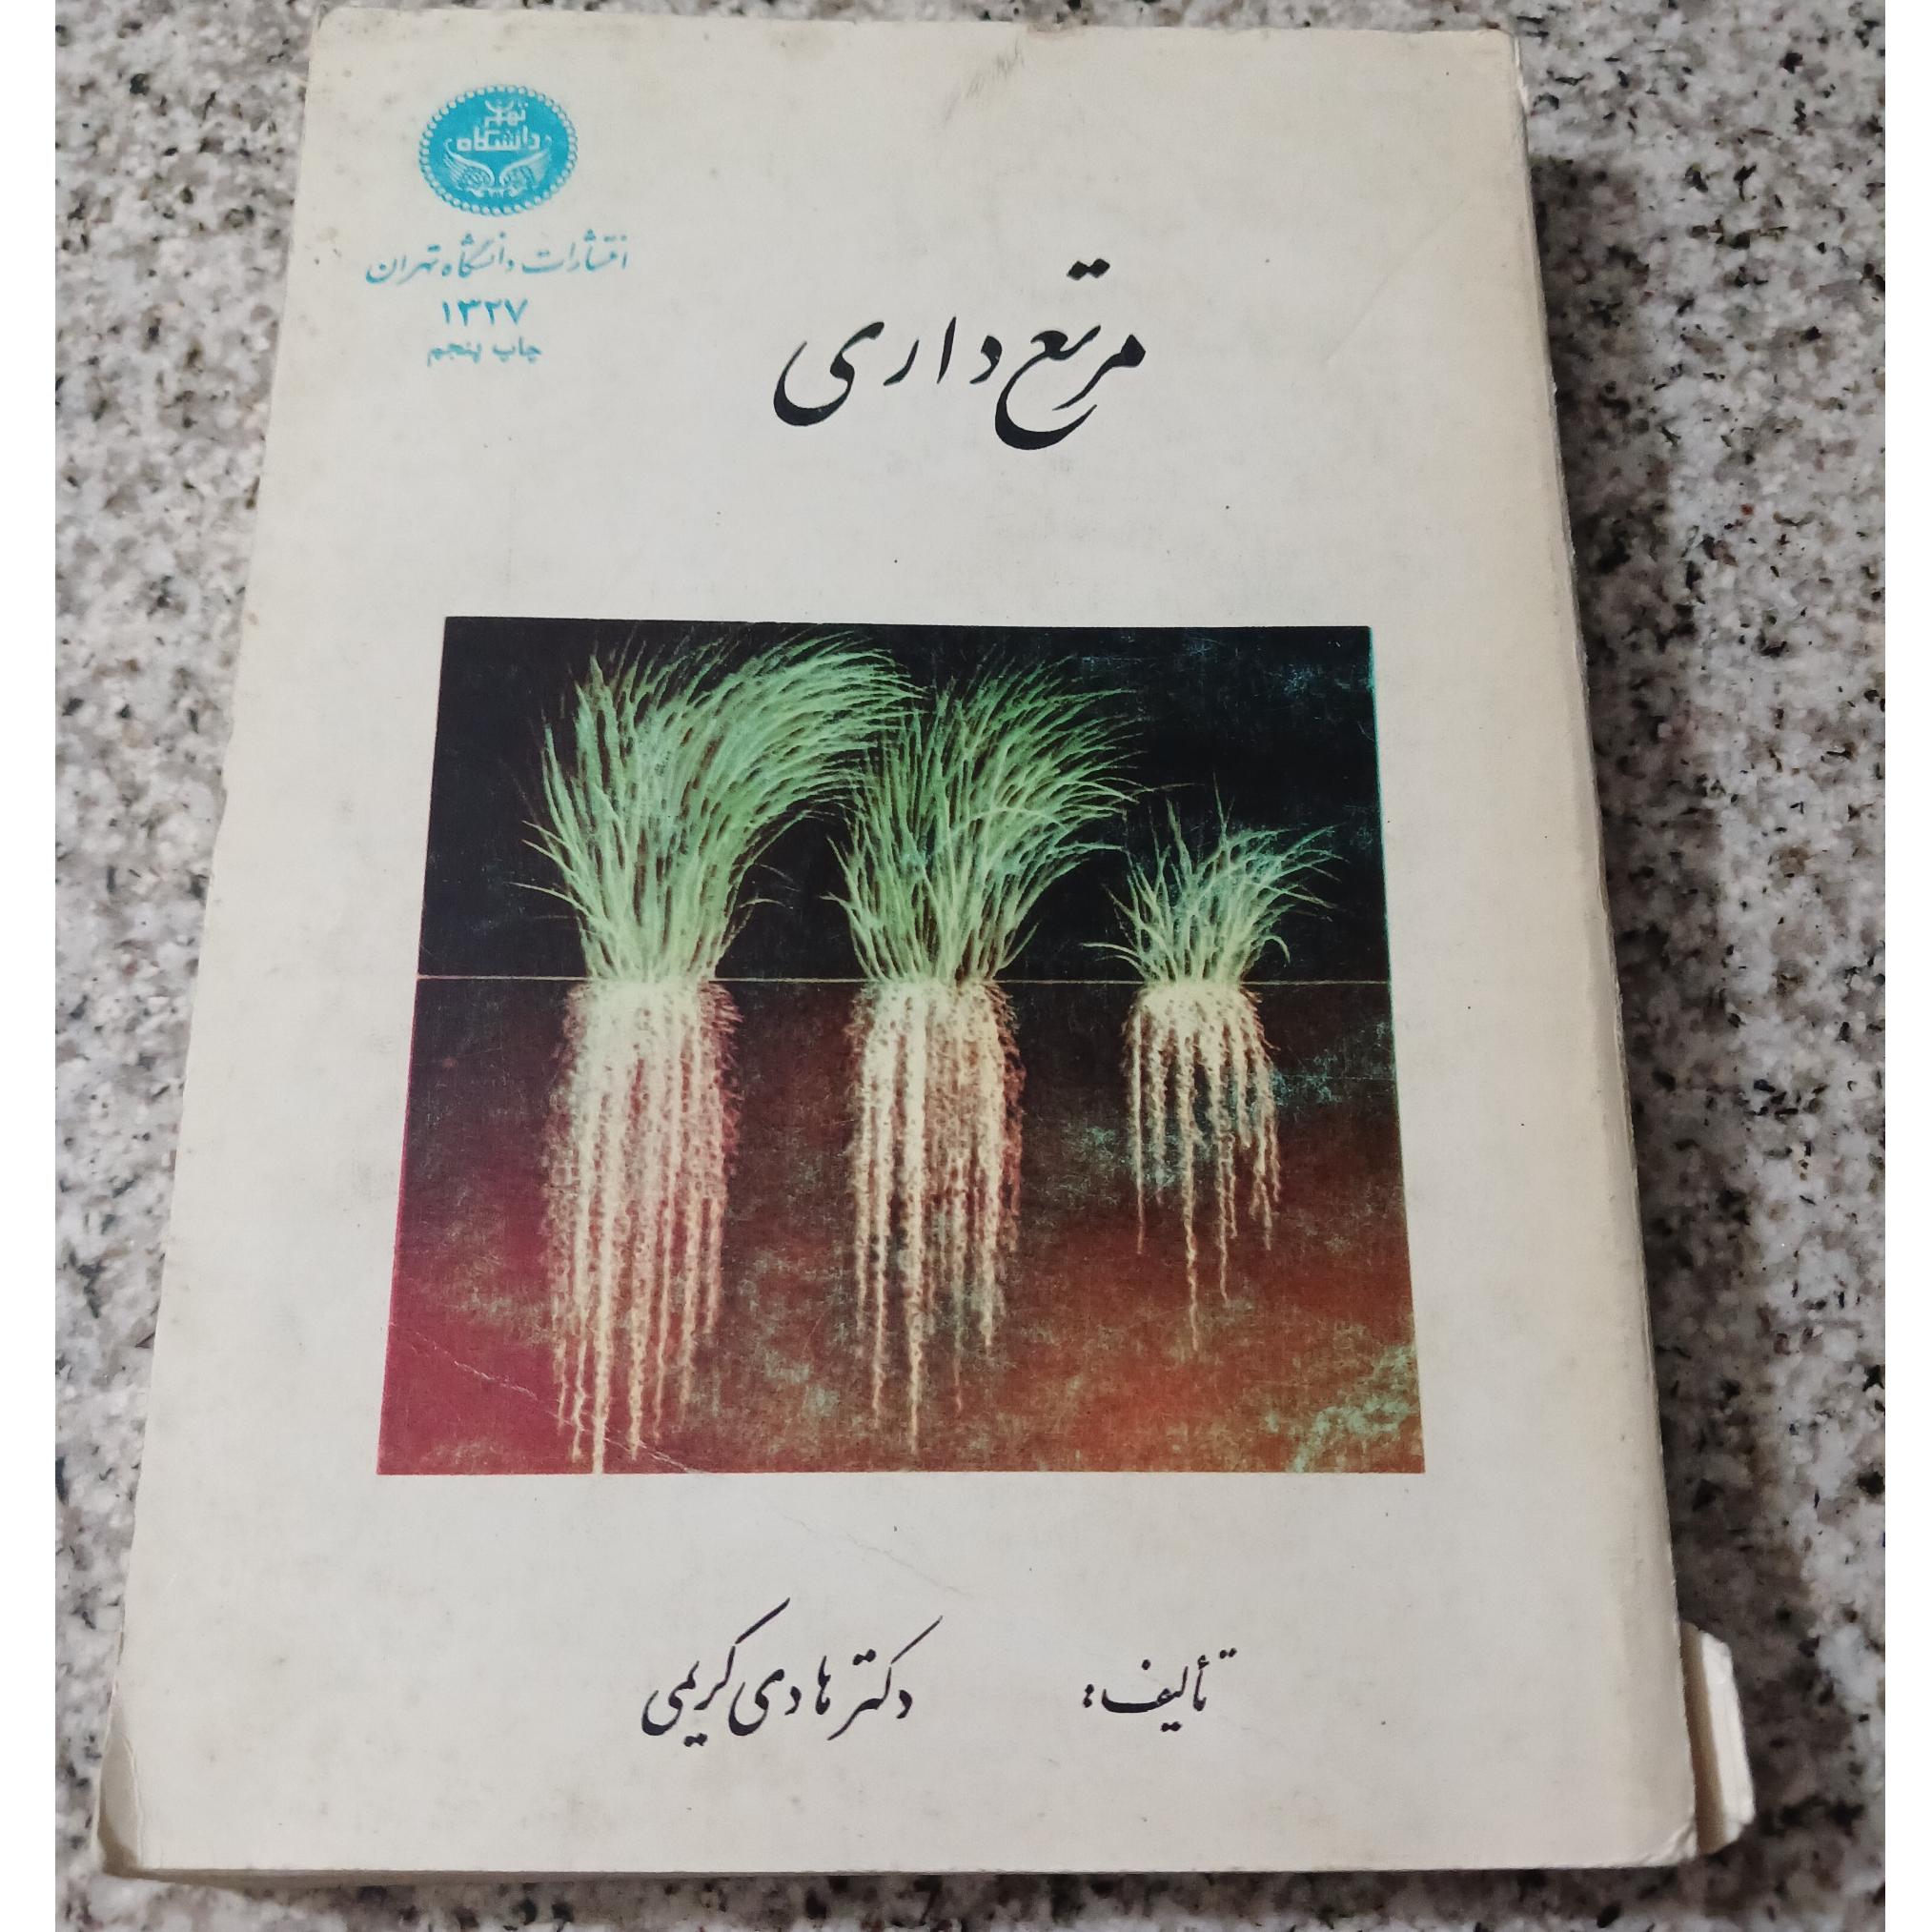 تهران
دانشگاه
انتشارات دانشگاه تهران
۱۳۲۷
چاپ پنجم
مرتع داری
تألیف: دکتر هادی کریمی